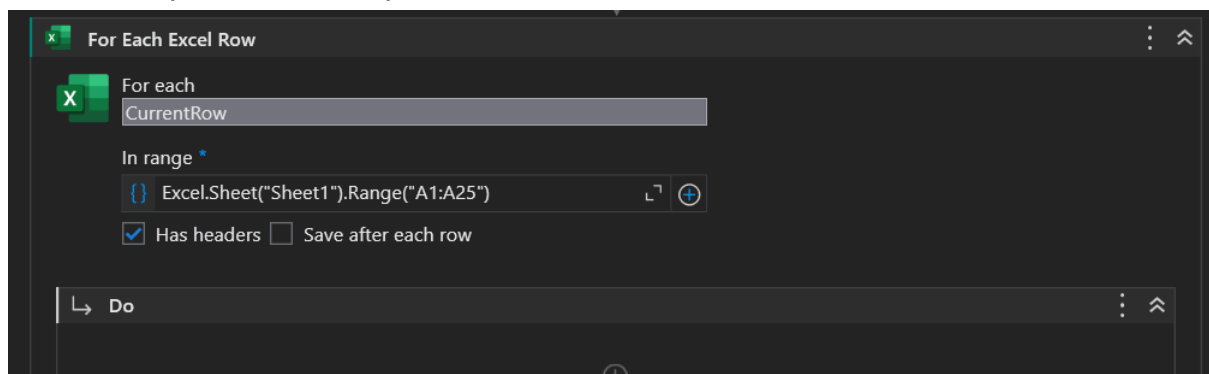 For Each Excel Row
For each
CurrentRow
In range *
{} Excel.Sheet("Sheet1").Range("A1:A25")
Has headers Save after each row
Do